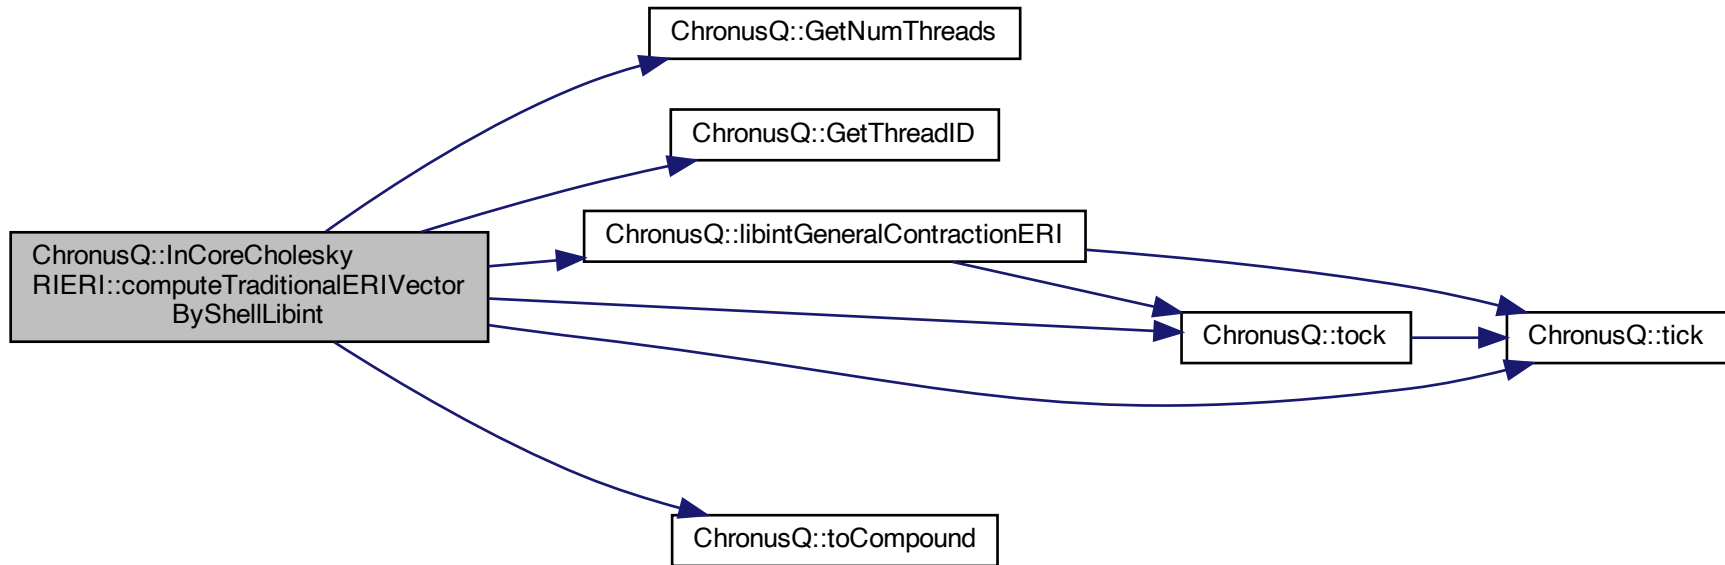 ChronusQ::GetNumThreads
ChronusQ::GetThreadID
ChronusQ::InCoreCholesky
RIERI::computeTraditionalERIVector
ByShellLibint
ChronusQ::libintGeneralContractionERI
ChronusQ::tock
ChronusQ::tick
ChronusQ::toCompound